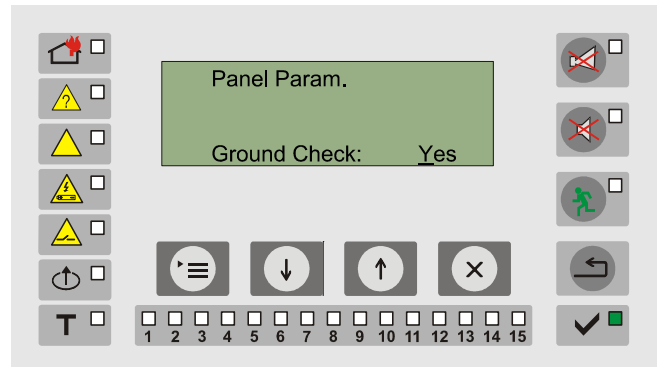 Panel Param.
Ground Check: Yes
?
T
1 2 3 4 5 6 7 8 9 10 11 12 13 14 15